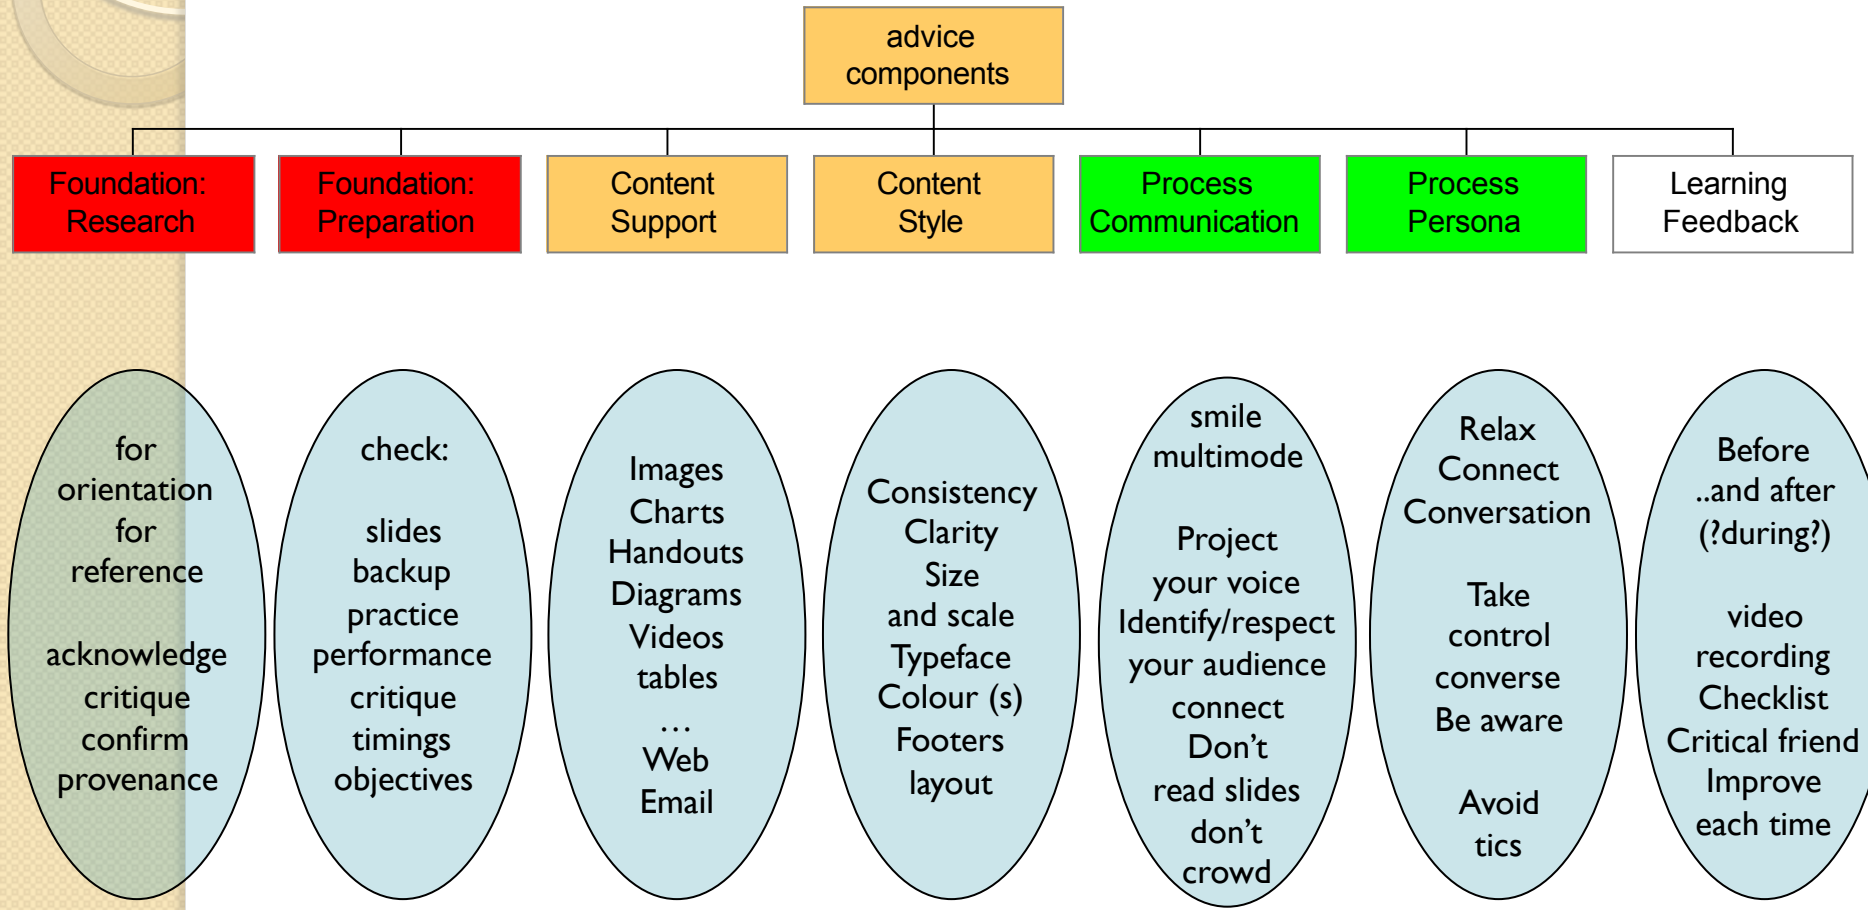 advice
components
Foundation:
Research
Foundation:
Preparation
Content
Support
Content
Style
Process
Communication
Process
Persona
Learning
Feedback
for
orientation
for
reference
acknowledge
critique
confirm
provenance
check:
slides
backup
practice
performance
critique
timings
objectives
Images
Charts
Handouts
Diagrams
Videos
tables
…
Web
Email
Consistency
Clarity
Size
and scale
Typeface
Colour (s)
Footers
layout
smile
multimode
Project
your voice
Identify/respect
your audience
connect
Don’t
read slides
don’t
crowd
Relax
Connect
Conversation
Take
control
converse
Be aware
Avoid
tics
Before
..and after
(?during?)
video
recording
Checklist
Critical friend
Improve
each time